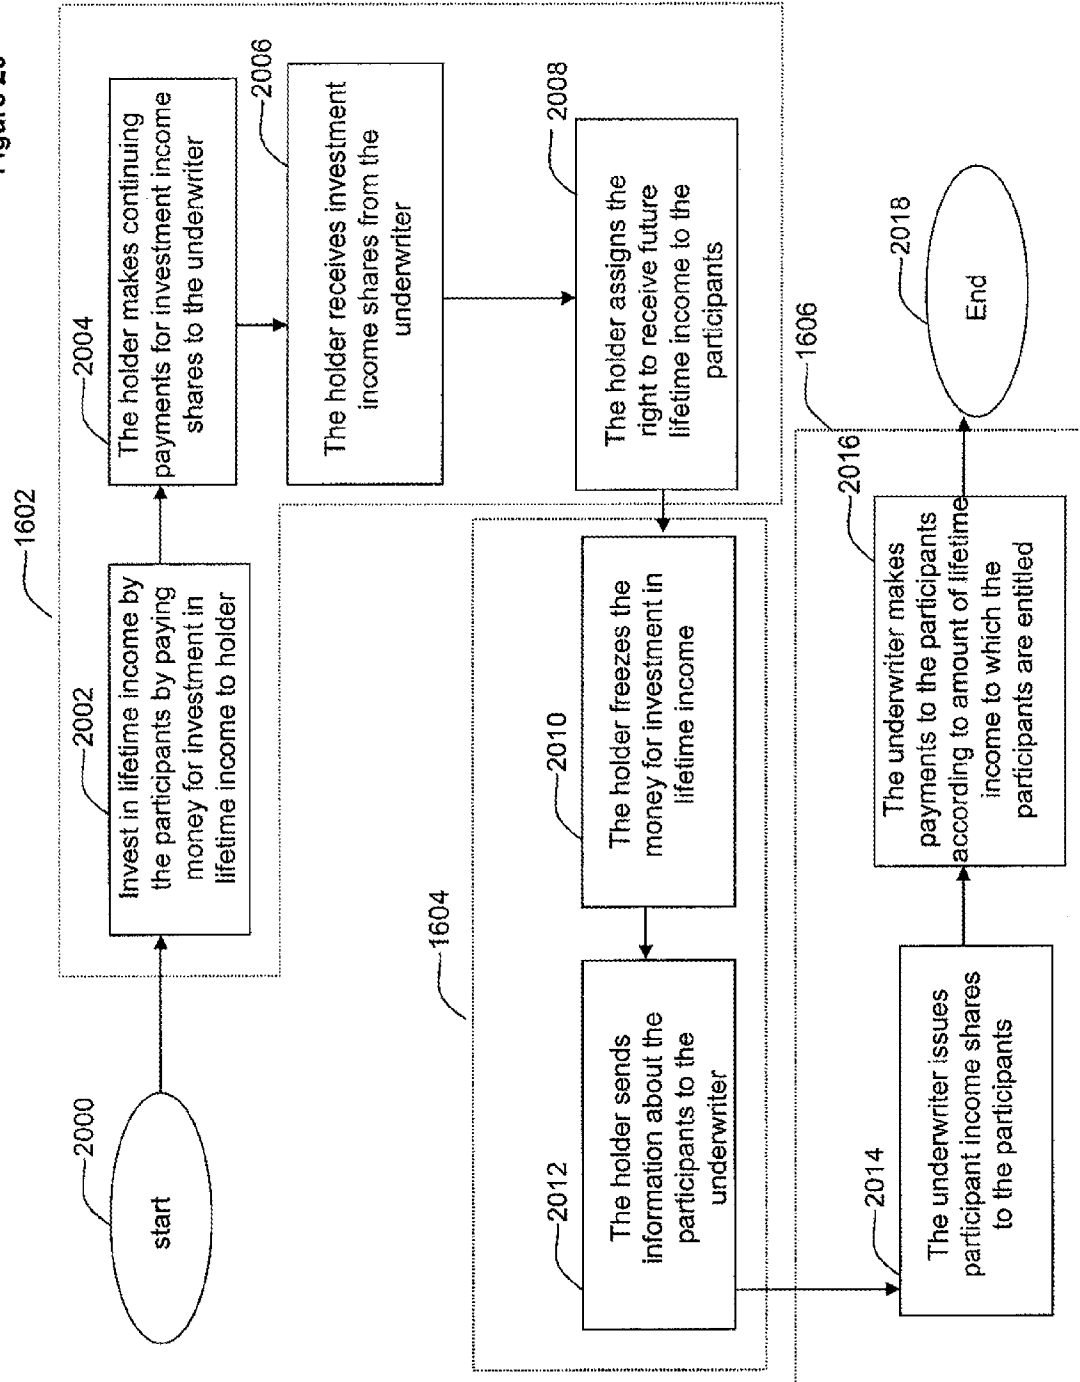 2000
start
1602
2002
Invest in lifetime income by
the participants by paying
money for investment in
lifetime income to holder
2004
The holder makes continuing
payments for investment income
shares to the underwriter
2006
The holder receives investment
income shares from the
underwriter
2008
The holder assigns the
right to receive future
lifetime income to the
participants
1604
2010
The holder freezes the
money for investment in
lifetime income
2012
The holder sends
information about the
participants to the
underwriter
1606
2014
The underwriter issues
participant income shares
to the participants
2016
The underwriter makes
payments to the participants
according to amount of lifetime
income to which the
participants are entitled
2018
End